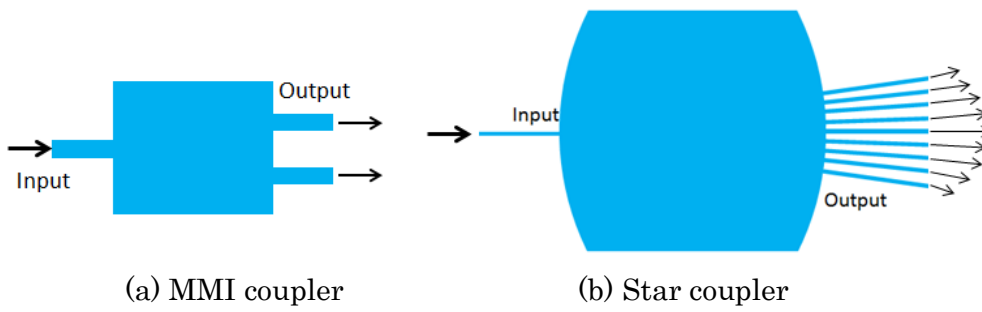 Input
Output
(a) MMI coupler
Input
Output
(b) Star coupler